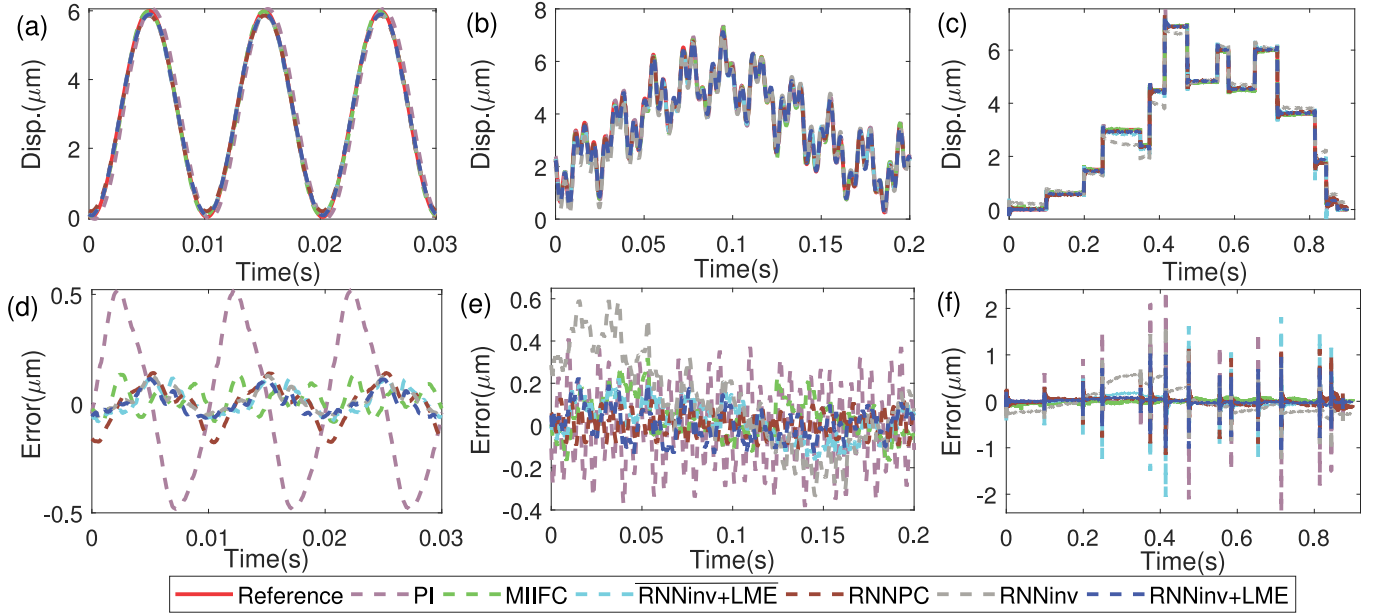 (a)
6
4
2
0
Disp.(μm)
0
0.01
0.02
0.03
Time(s)
(b)
8
6
4
2
0
Disp.(μm)
0
0.05
0.1
0.15
0.2
Time(s)
(c)
6
4
2
0
Disp.(μm)
0
0.2
0.4
0.6
0.8
Time(s)
(d)
0.5
0
-0.5
Error(μm)
0
0.01
0.02
0.03
Time(s)
(e)
0.6
0.4
0.2
0
-0.2
-0.4
Error(μm)
0
0.05
0.1
0.15
0.2
Time(s)
(f)
2
1
0
-1
-2
Error(μm)
0
0.2
0.4
0.6
0.8
Time(s)
Reference PI MIIFC R̅N̅N̅i̅n̅v̅+̅L̅M̅E̅ RNNPC RNNinv RNNinv+LME